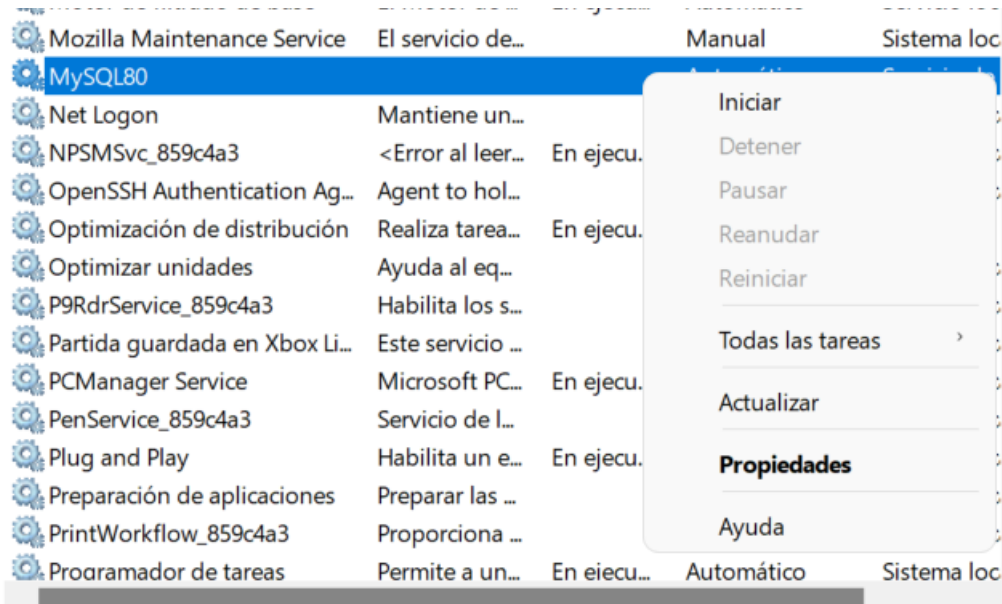 Mozilla Maintenance Service El servicio de... Manual Sistema loc
MySQL80
Net Logon Mantiene un...
NPSMSvc_859c4a3 <Error al leer... En ejecu.
OpenSSH Authentication Ag... Agent to hol...
Optimización de distribución Realiza tarea... En ejecu.
Optimizar unidades Ayuda al eq...
P9RdrService_859c4a3 Habilita los s...
Partida guardada en Xbox Li... Este servicio ...
PCManager Service Microsoft PC... En ejecu.
PenService_859c4a3 Servicio de l...
Plug and Play Habilita un e... En ejecu.
Preparación de aplicaciones Preparar las ...
PrintWorkflow_859c4a3 Proporciona ...
Programador de tareas Permite a un... En ejecu... Automático Sistema loc
Iniciar
Detener
Pausar
Reanudar
Reiniciar
Todas las tareas
Actualizar
Propiedades
Ayuda